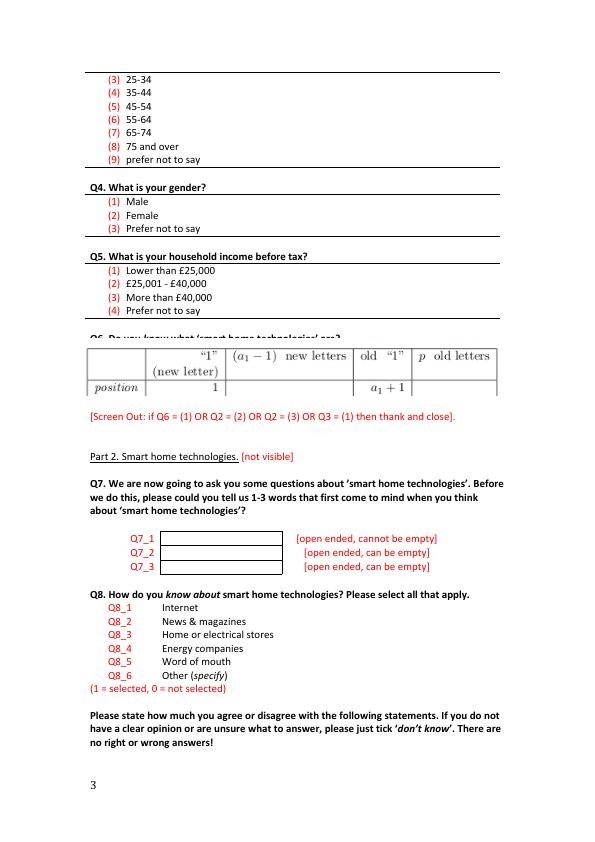 (3) 25-34
(4) 35-44
(5) 45-54
(6) 55-64
(7) 65-74
(8) 75 and over
(9) prefer not to say
Q4. What is your gender?
(1) Male
(2) Female
(3) Prefer not to say
Q5. What is your household income before tax?
(1) Lower than £25,000
(2) £25,001 - £40,000
(3) More than £40,000
(4) Prefer not to say
Q6. Do you know what ‘smart home technologies’ are?
“1” (a₁ − 1) new letters old “1” p old letters
(new letter)
position 1 a₁ + 1
[Screen Out: if Q6 = (1) OR Q2 = (2) OR Q2 = (3) OR Q3 = (1) then thank and close].
Part 2. Smart home technologies. [not visible]
Q7. We are now going to ask you some questions about ‘smart home technologies’. Before
we do this, please could you tell us 1-3 words that first come to mind when you think
about ‘smart home technologies’?
Q7_1 [open ended, cannot be empty]
Q7_2 [open ended, can be empty]
Q7_3 [open ended, can be empty]
Q8. How do you know about smart home technologies? Please select all that apply.
Q8_1 Internet
Q8_2 News & magazines
Q8_3 Home or electrical stores
Q8_4 Energy companies
Q8_5 Word of mouth
Q8_6 Other (specify)
(1 = selected, 0 = not selected)
Please state how much you agree or disagree with the following statements. If you do not
have a clear opinion or are unsure what to answer, please just tick ‘don’t know’. There are
no right or wrong answers!
3